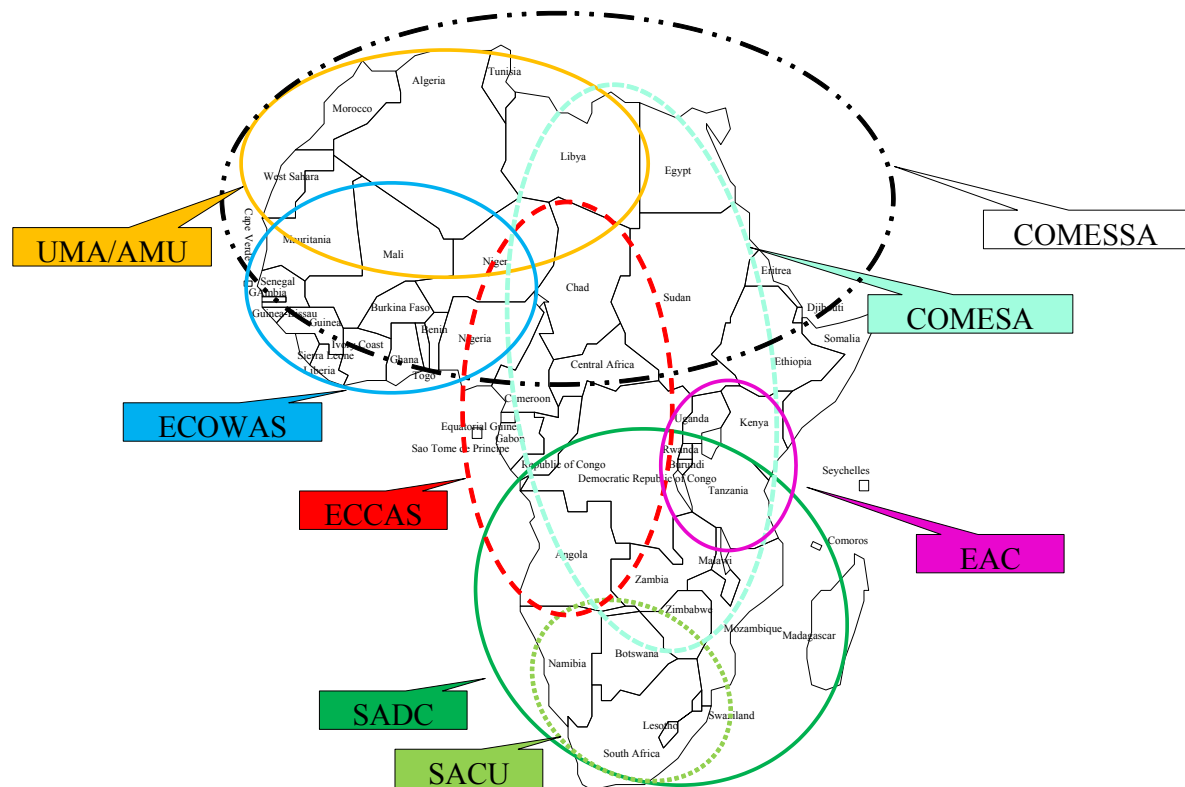 Tunisia
Algeria
Morocco
Libya
Egypt
West Sahara
Cape Verde
Mauritania
Mali
Niger
Chad
Sudan
Eritrea
Senegal
GAmbia
Guinea-Bissau
Guinea
Burkina Faso
Benin
Nigeria
Djibouti
Somalia
Ivory Coast
Sierra Leone
Liberia
Ghana
Togo
Central Africa
Ethiopia
Cameroon
Equatorial Guine
Gabon
Sao Tome de Principe
Uganda
Kenya
Rwanda
Burundi
Republic of Congo
Democratic Republic of Congo
Tanzania
Seychelles
Comoros
Angola
Malawi
Zambia
Zimbabwe
Mozambique
Madagascar
Namibia
Botswana
Swaziland
Lesotho
South Africa
UMA/AMU
COMESSA
COMESA
ECOWAS
ECCAS
EAC
SADC
SACU